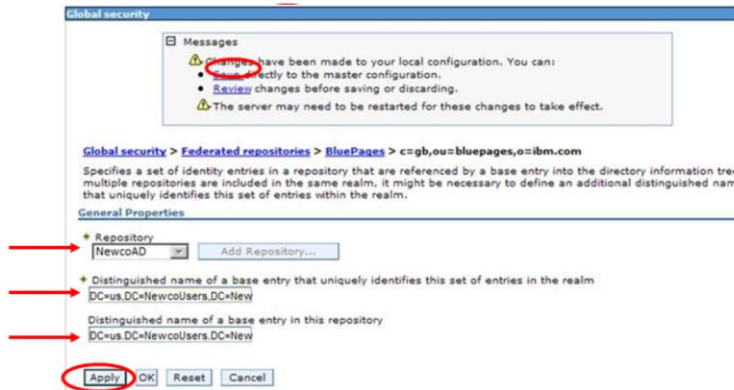 Global security
Messages
Changes have been made to your local configuration. You can:
Save directly to the master configuration.
Review changes before saving or discarding.
The server may need to be restarted for these changes to take effect.
Global security > Federated repositories > BluePages > c=gb,ou=bluepages,o=ibm.com
Specifies a set of identity entries in a repository that are referenced by a base entry into the directory information tre
multiple repositories are included in the same realm, it might be necessary to define an additional distinguished nam
that uniquely identifies this set of entries within the realm.
General Properties
Repository
NewcoAD Add Repository...
Distinguished name of a base entry that uniquely identifies this set of entries in the realm
DC=us,DC=NewcoUsers,DC=New
Distinguished name of a base entry in this repository
DC=us.DC=NewcoUsers.DC=New
Apply OK Reset Cancel